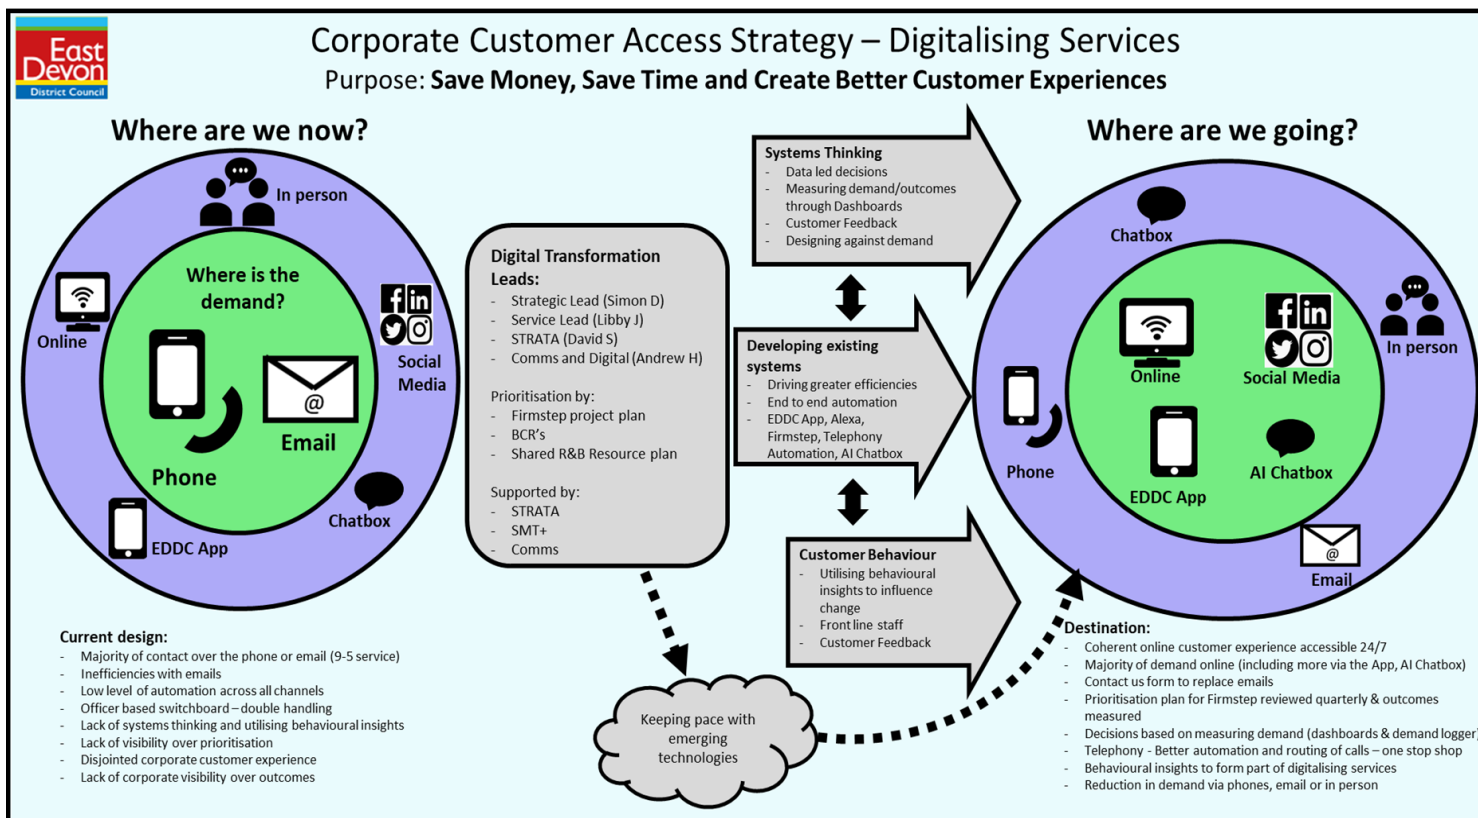 East
Devon
District Council
Corporate Customer Access Strategy – Digitalising Services
Purpose: Save Money, Save Time and Create Better Customer Experiences
Where are we now?
In person
Where is the
demand?
Online
Social
Media
@
Email
Phone
Chatbox
EDDC App
Current design:
- Majority of contact over the phone or email (9-5 service)
- Inefficiencies with emails
- Low level of automation across all channels
- Officer based switchboard – double handling
- Lack of systems thinking and utilising behavioural insights
- Lack of visibility over prioritisation
- Disjointed corporate customer experience
- Lack of corporate visibility over outcomes
Digital Transformation
Leads:
- Strategic Lead (Simon D)
- Service Lead (Libby J)
- STRATA (David S)
- Comms and Digital (Andrew H)
Prioritisation by:
- Firmstep project plan
- BCR's
- Shared R&B Resource plan
Supported by:
- STRATA
- SMT+
- Comms
Systems Thinking
- Data led decisions
- Measuring demand/outcomes
through Dashboards
- Customer Feedback
- Designing against demand
Developing existing
systems
- Driving greater efficiencies
- End to end automation
- EDDC App, Alexa,
Firmstep, Telephony
Automation, AI Chatbox
Customer Behaviour
- Utilising behavioural
insights to influence
change
- Front line staff
- Customer Feedback
Keeping pace with
emerging
technologies
Where are we going?
Chatbox
In person
Online
Social Media
Phone
EDDC App
AI Chatbox
@
Email
Destination:
- Coherent online customer experience accessible 24/7
- Majority of demand online (including more via the App, AI Chatbox)
- Contact us form to replace emails
- Prioritisation plan for Firmstep reviewed quarterly & outcomes
measured
- Decisions based on measuring demand (dashboards & demand logger)
- Telephony - Better automation and routing of calls – one stop shop
- Behavioural insights to form part of digitalising services
- Reduction in demand via phones, email or in person